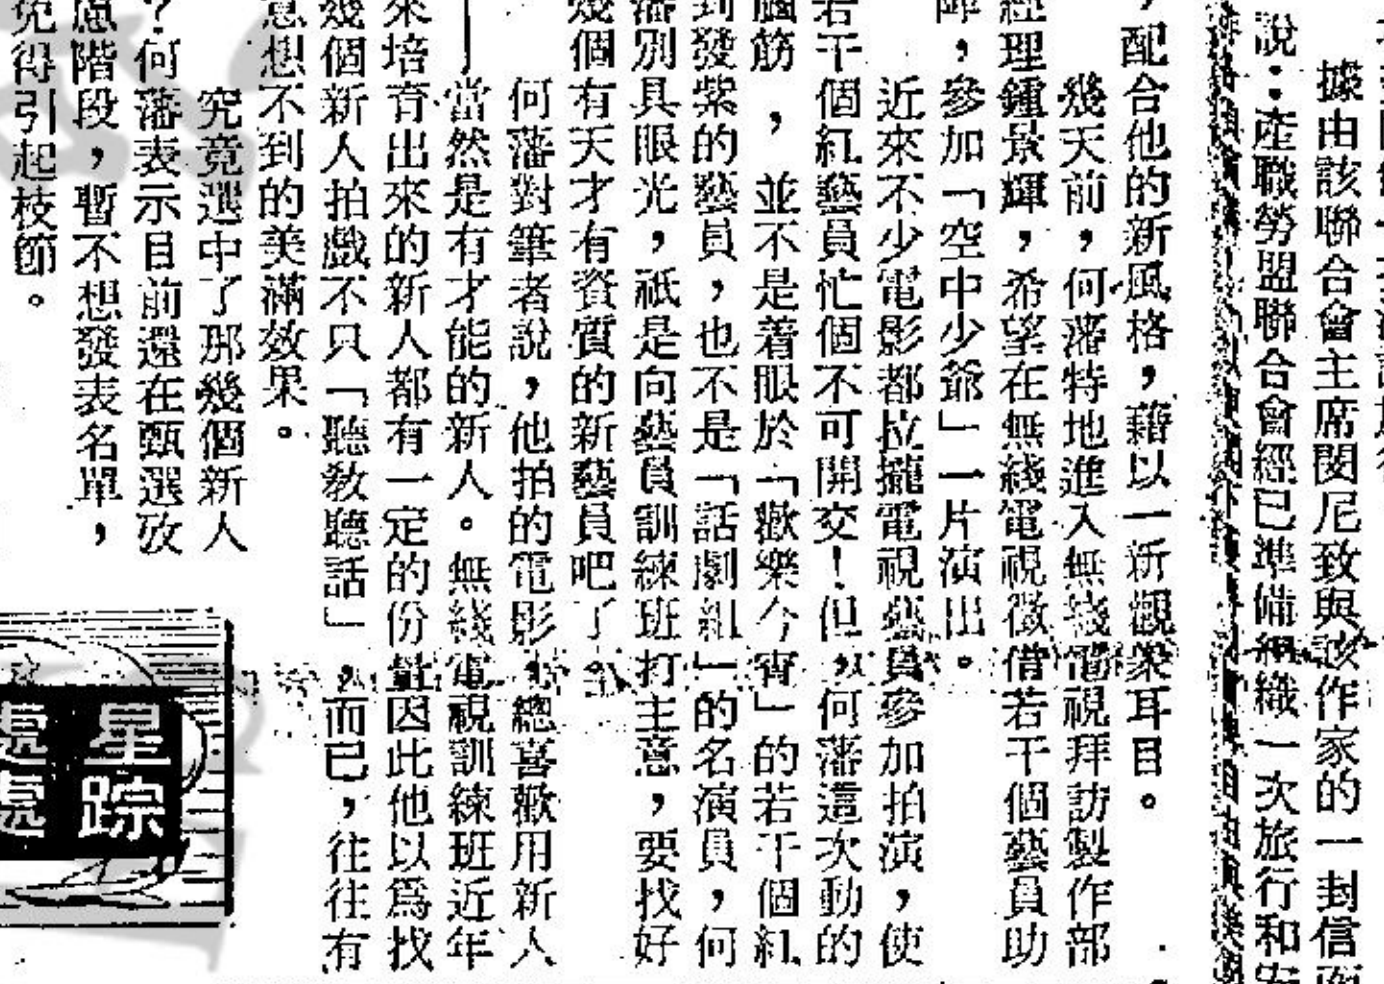 據由該聯合會主席閔尼致與該作家的一封信
說：產職勞盟聯合會經已準備組織一次旅行和
，配合他的新風格，藉以一新觀衆耳目。
幾天前，何藩特地進入無綫電視拜訪製作部
經理鍾景輝，希望在無綫電視徵借若干個藝員助
陣，參加「空中少爺」一片演出。
近來不少電影都拉攏電視藝員參加拍演，使
若干個紅藝員忙個不可開交！但，何藩這次動的
腦筋，並不是着眼於「歡樂今宵」的若干個紅
到發紫的藝員，也不是「話劇組」的名演員，何
藩別具眼光，祇是向藝員訓練班打主意，要找好
幾個有天才有資質的新藝員吧了。
何藩對筆者說，他拍的電影，總喜歡用新人
——當然是有才能的新人。無綫電視訓練班近年
來培育出來的新人都有一定的份量因此他以爲找
幾個新人拍戲不只「聽教聽話」，而已，往往有
意想不到的美滿效果。
究竟選中了那幾個新人
？何藩表示目前還在甄選攷
慮階段，暫不想發表名單，
免得引起枝節。
星踪
處處